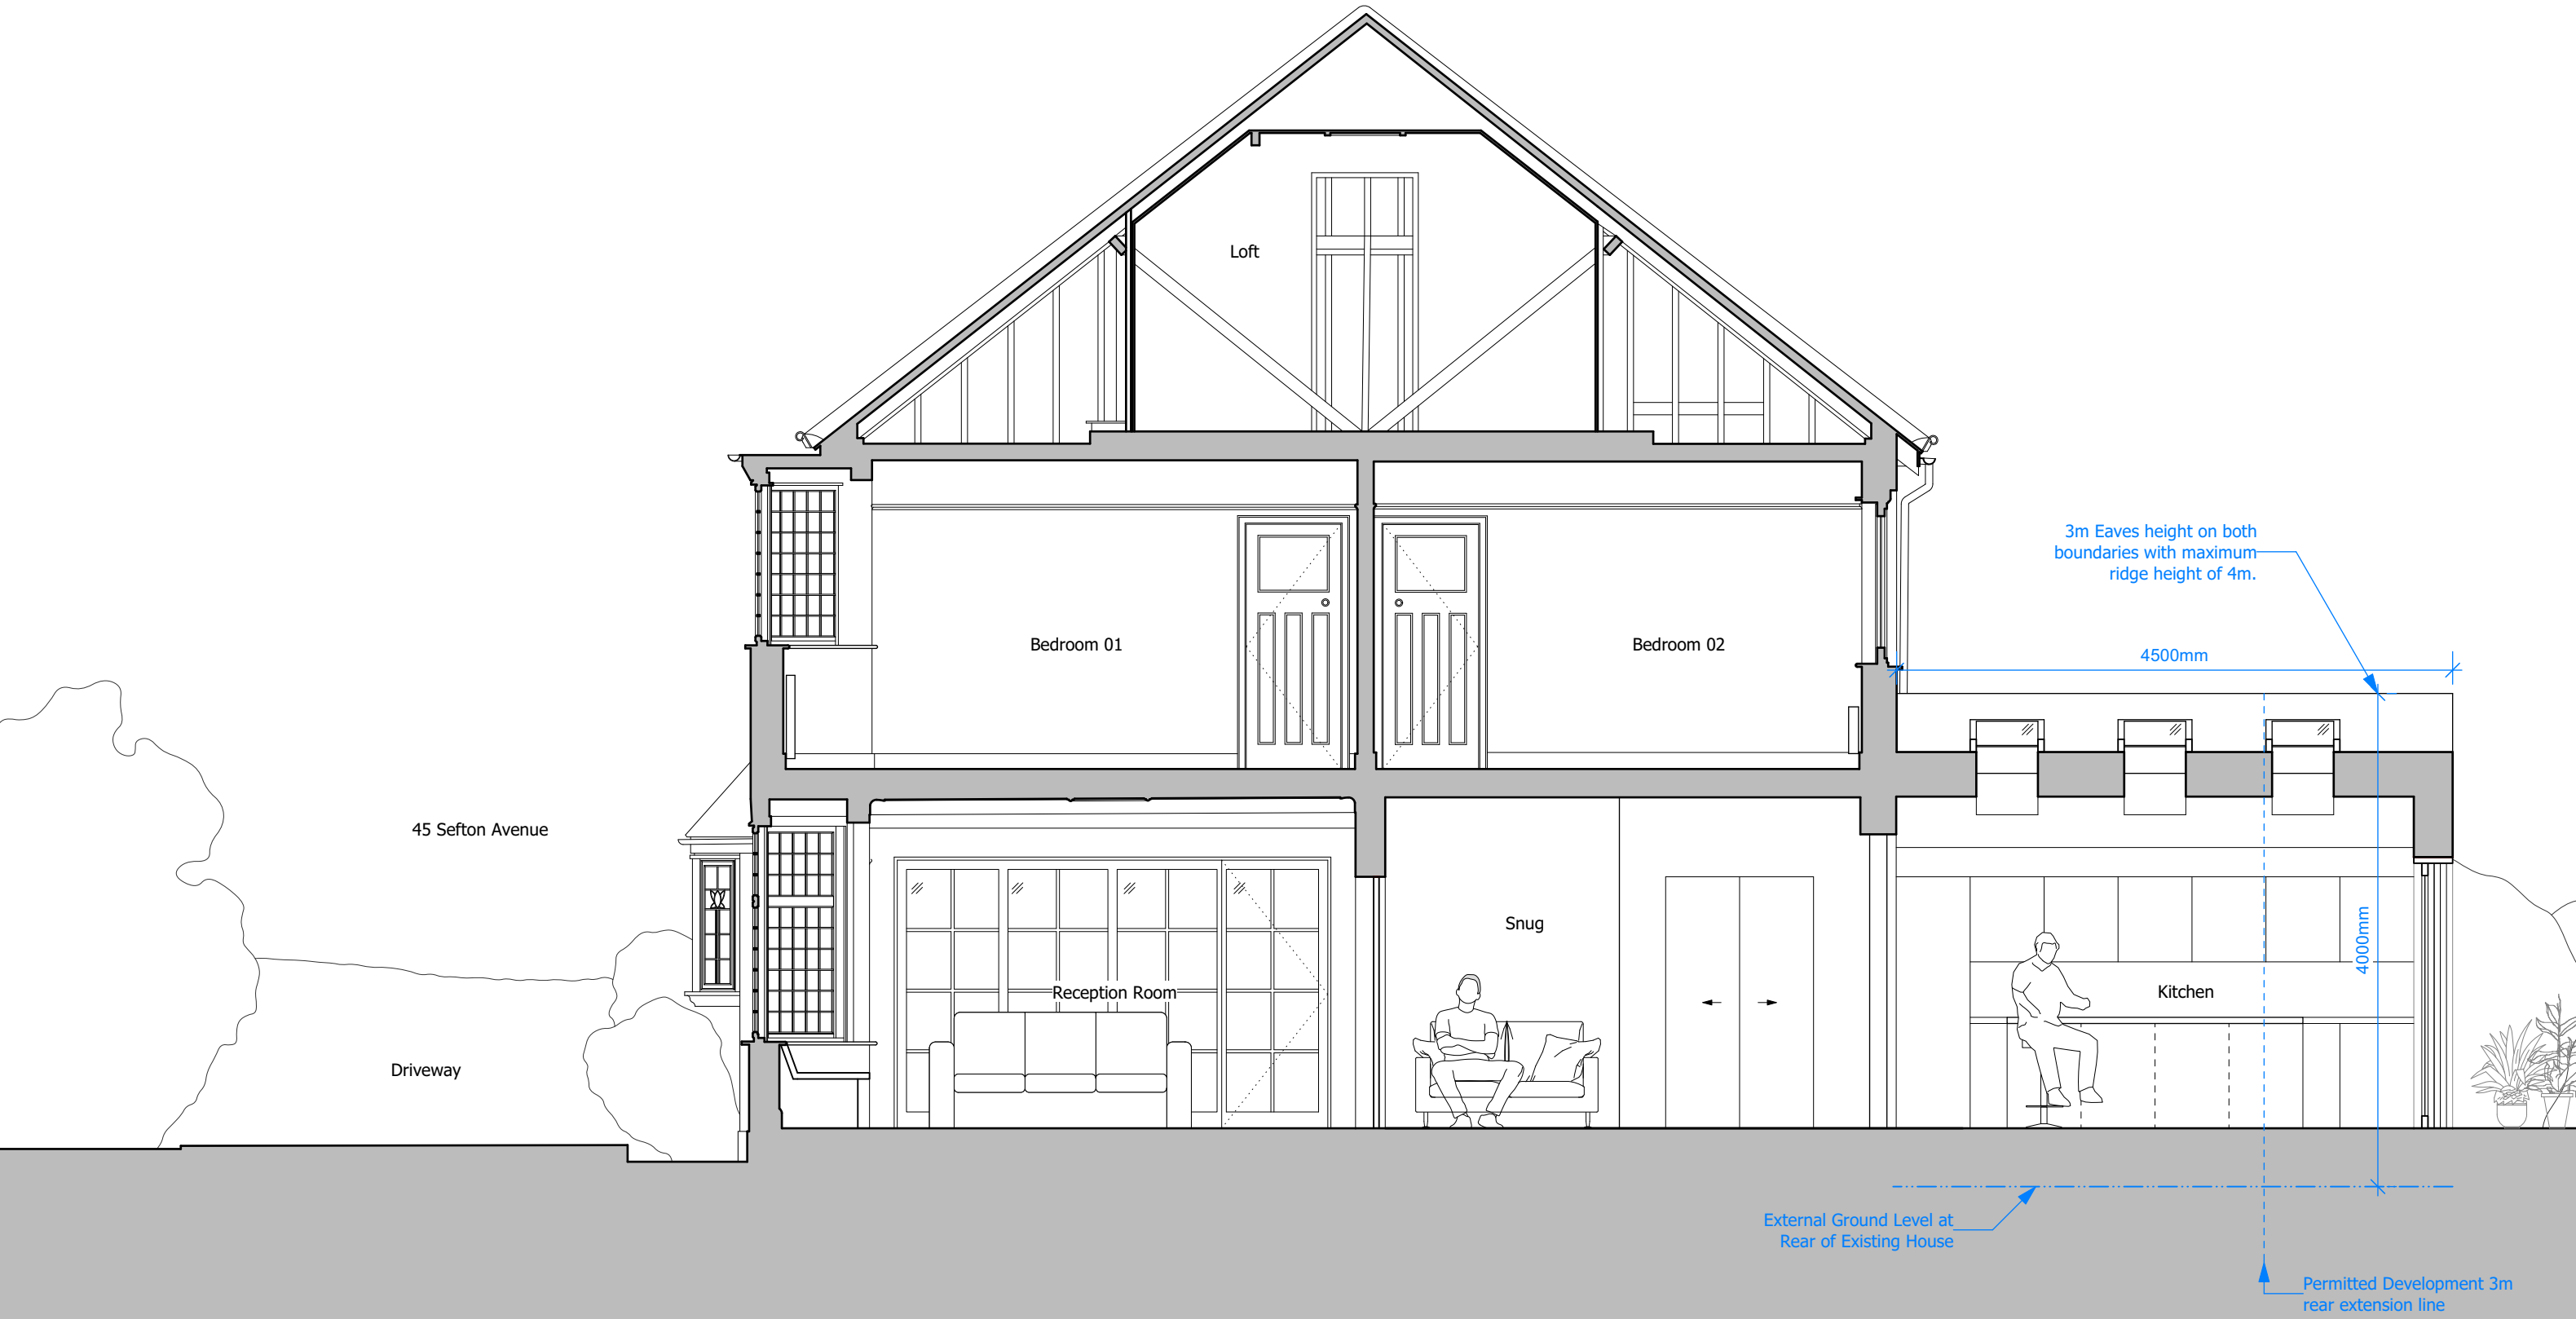 Loft
3m Eaves height on both
boundaries with maximum
ridge height of 4m.
Bedroom 01
Bedroom 02
4500mm
45 Sefton Avenue
Snug
4000mm
Reception Room
Kitchen
Driveway
External Ground Level at
Rear of Existing House
Permitted Development 3m
rear extension line